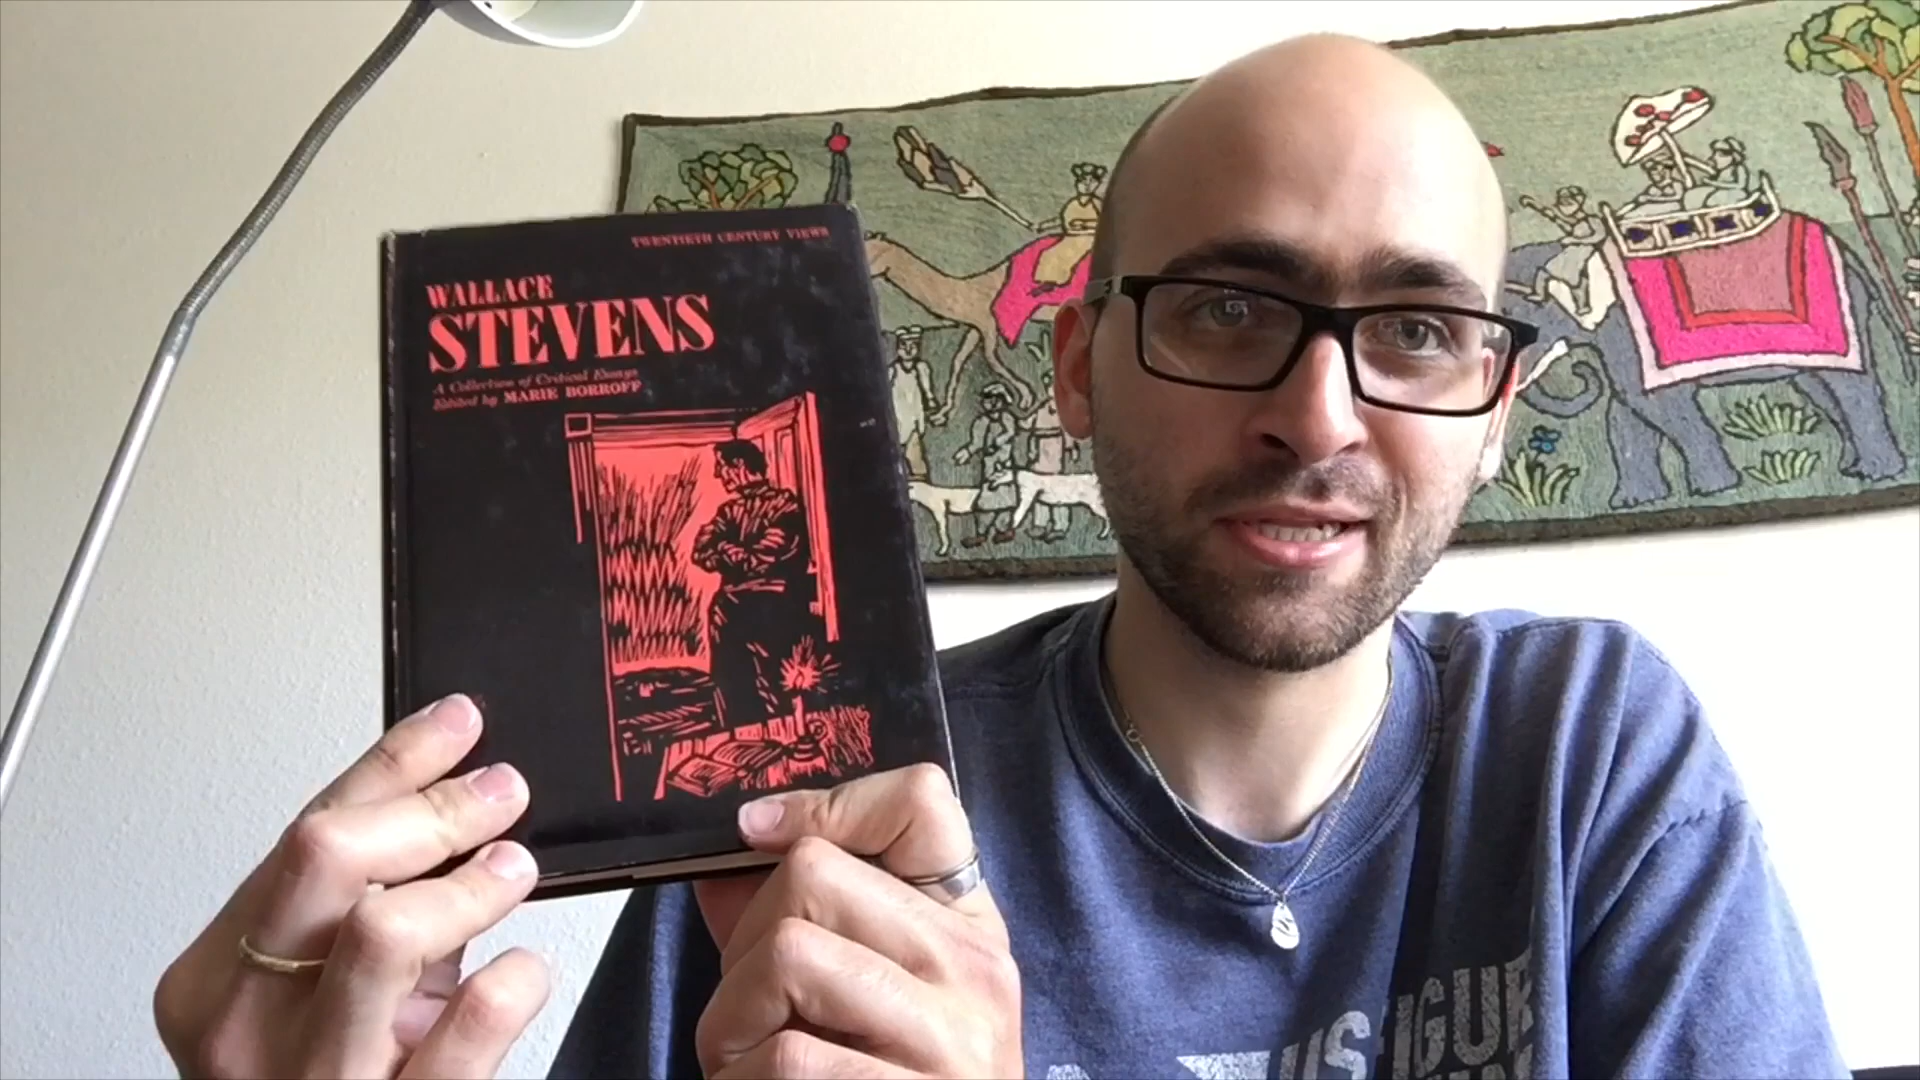 TWENTIETH CENTURY VIEWS
WALLACE
STEVENS
A Collection of Critical Essays
Edited by MARIE BORROFF